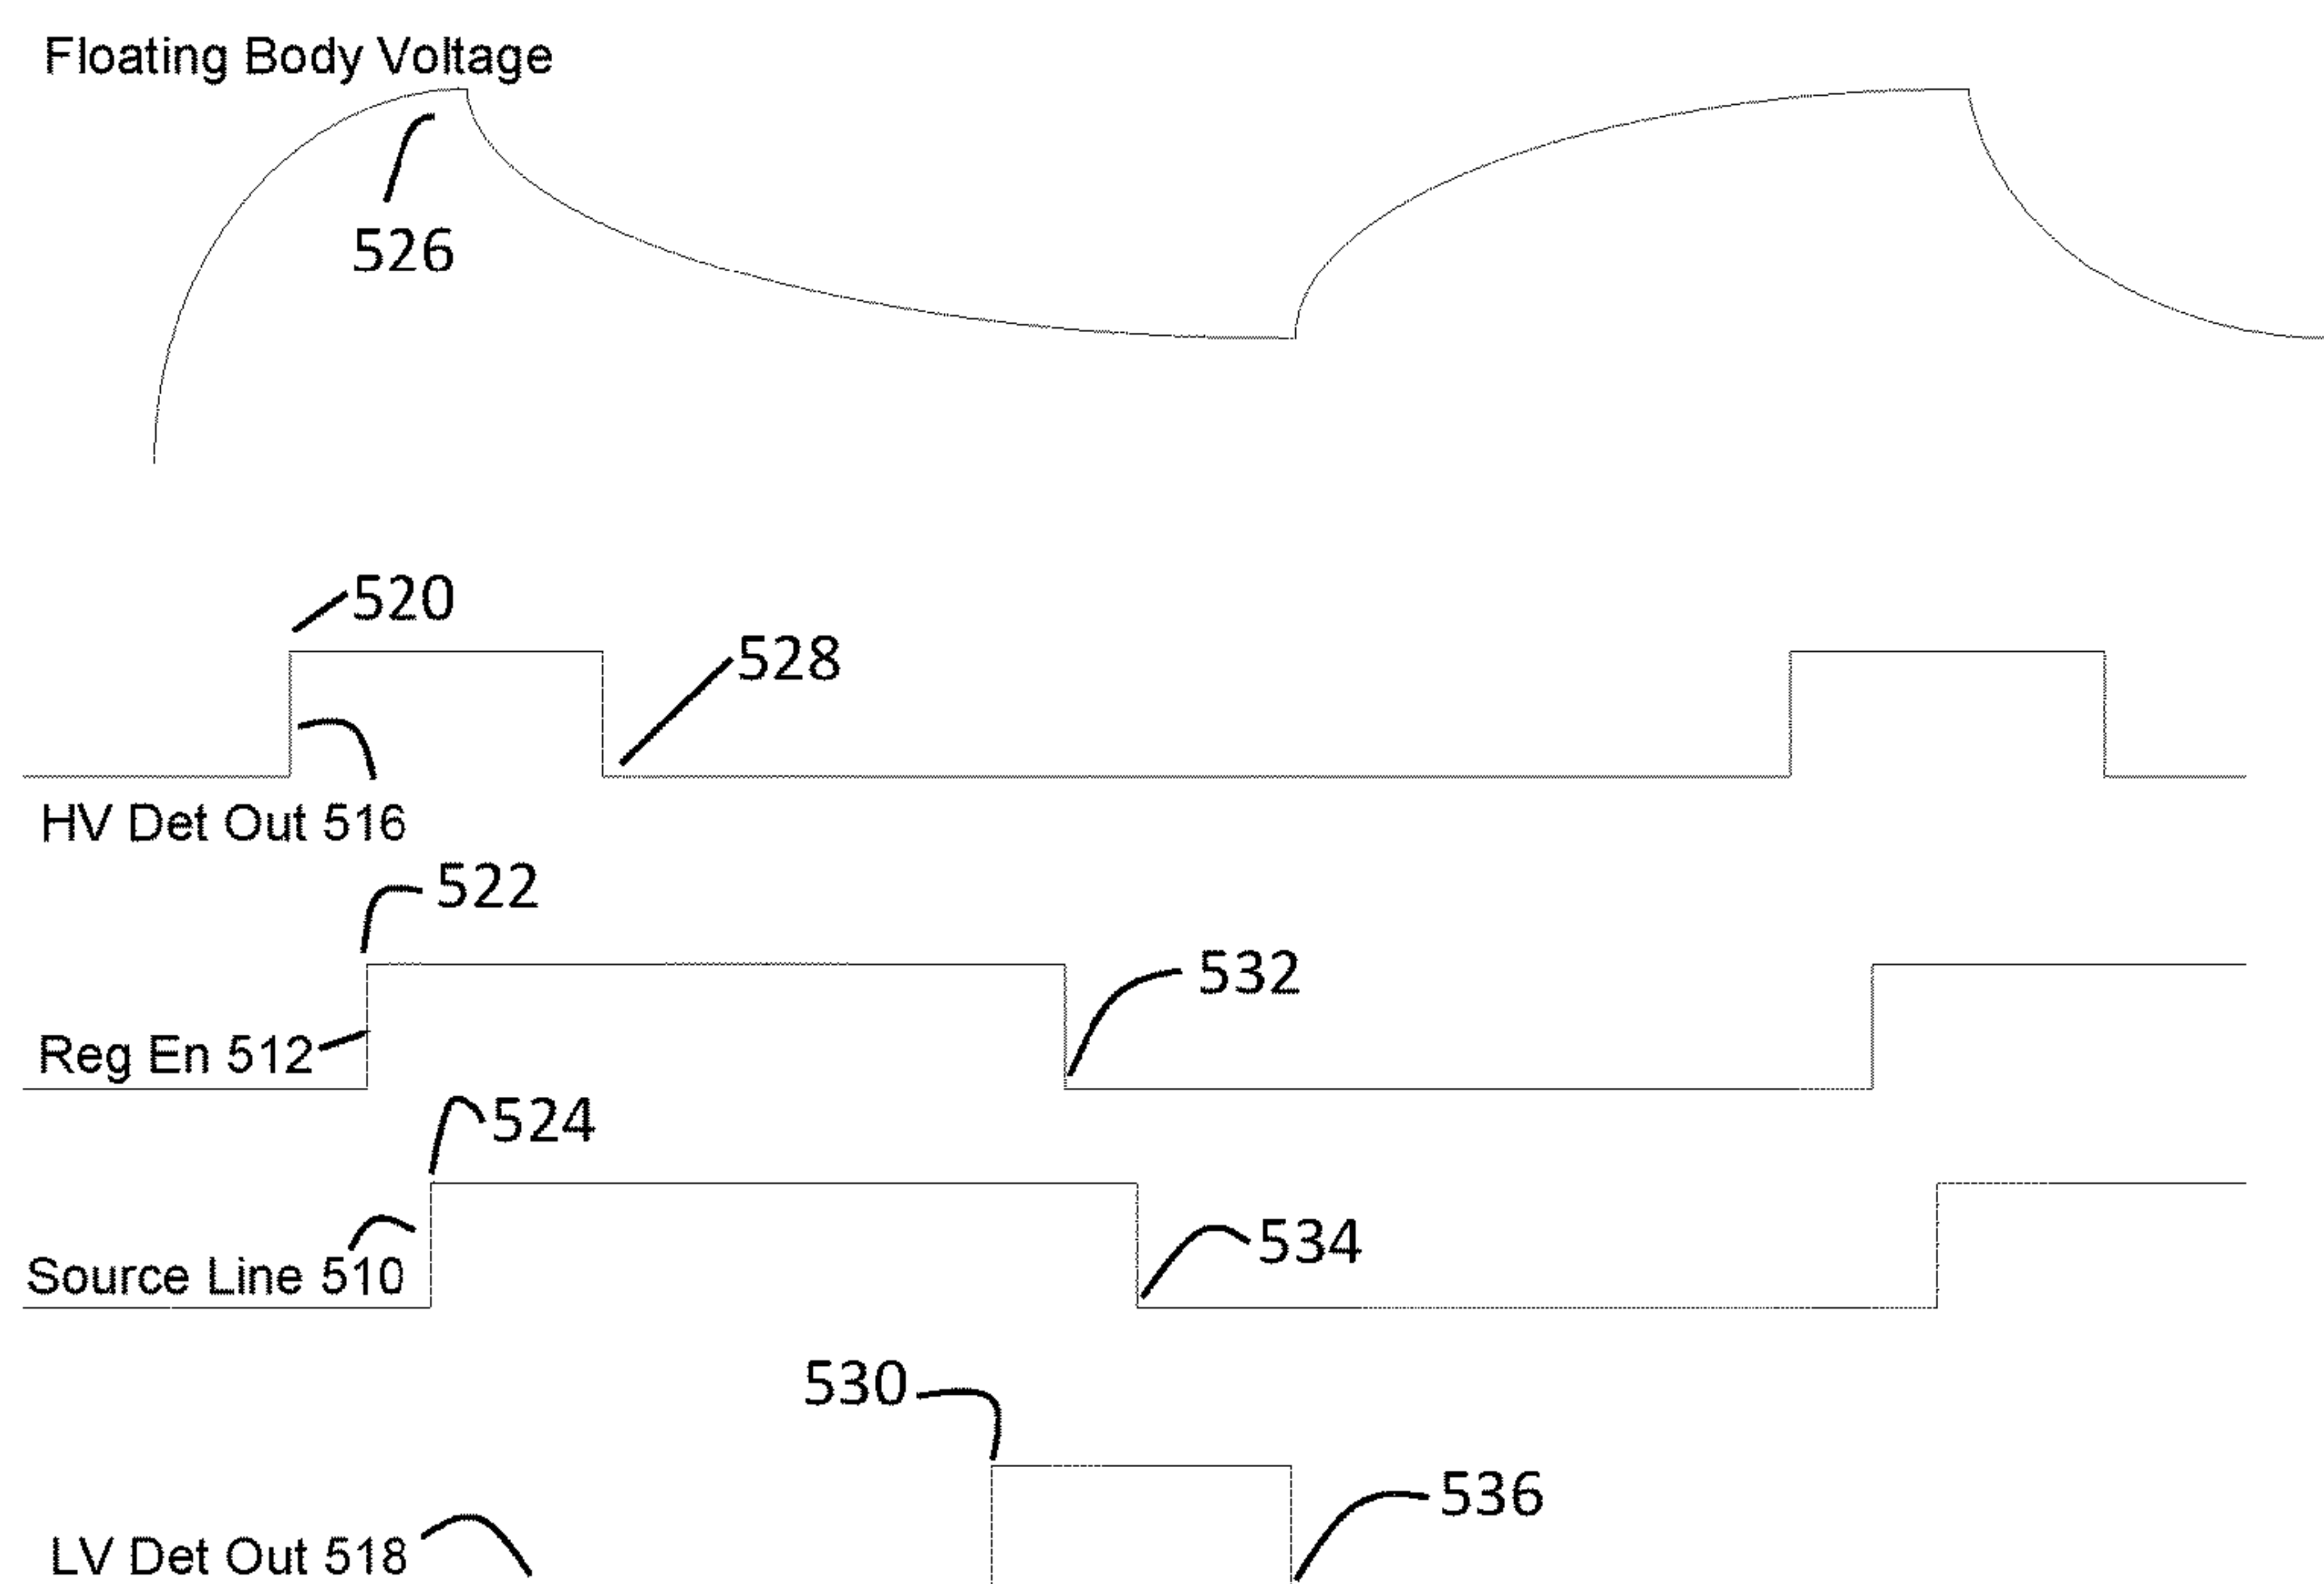 Floating Body Voltage
526
520
528
HV Det Out 516
522
532
Reg En 512
524
534
Source Line 510
530
536
LV Det Out 518